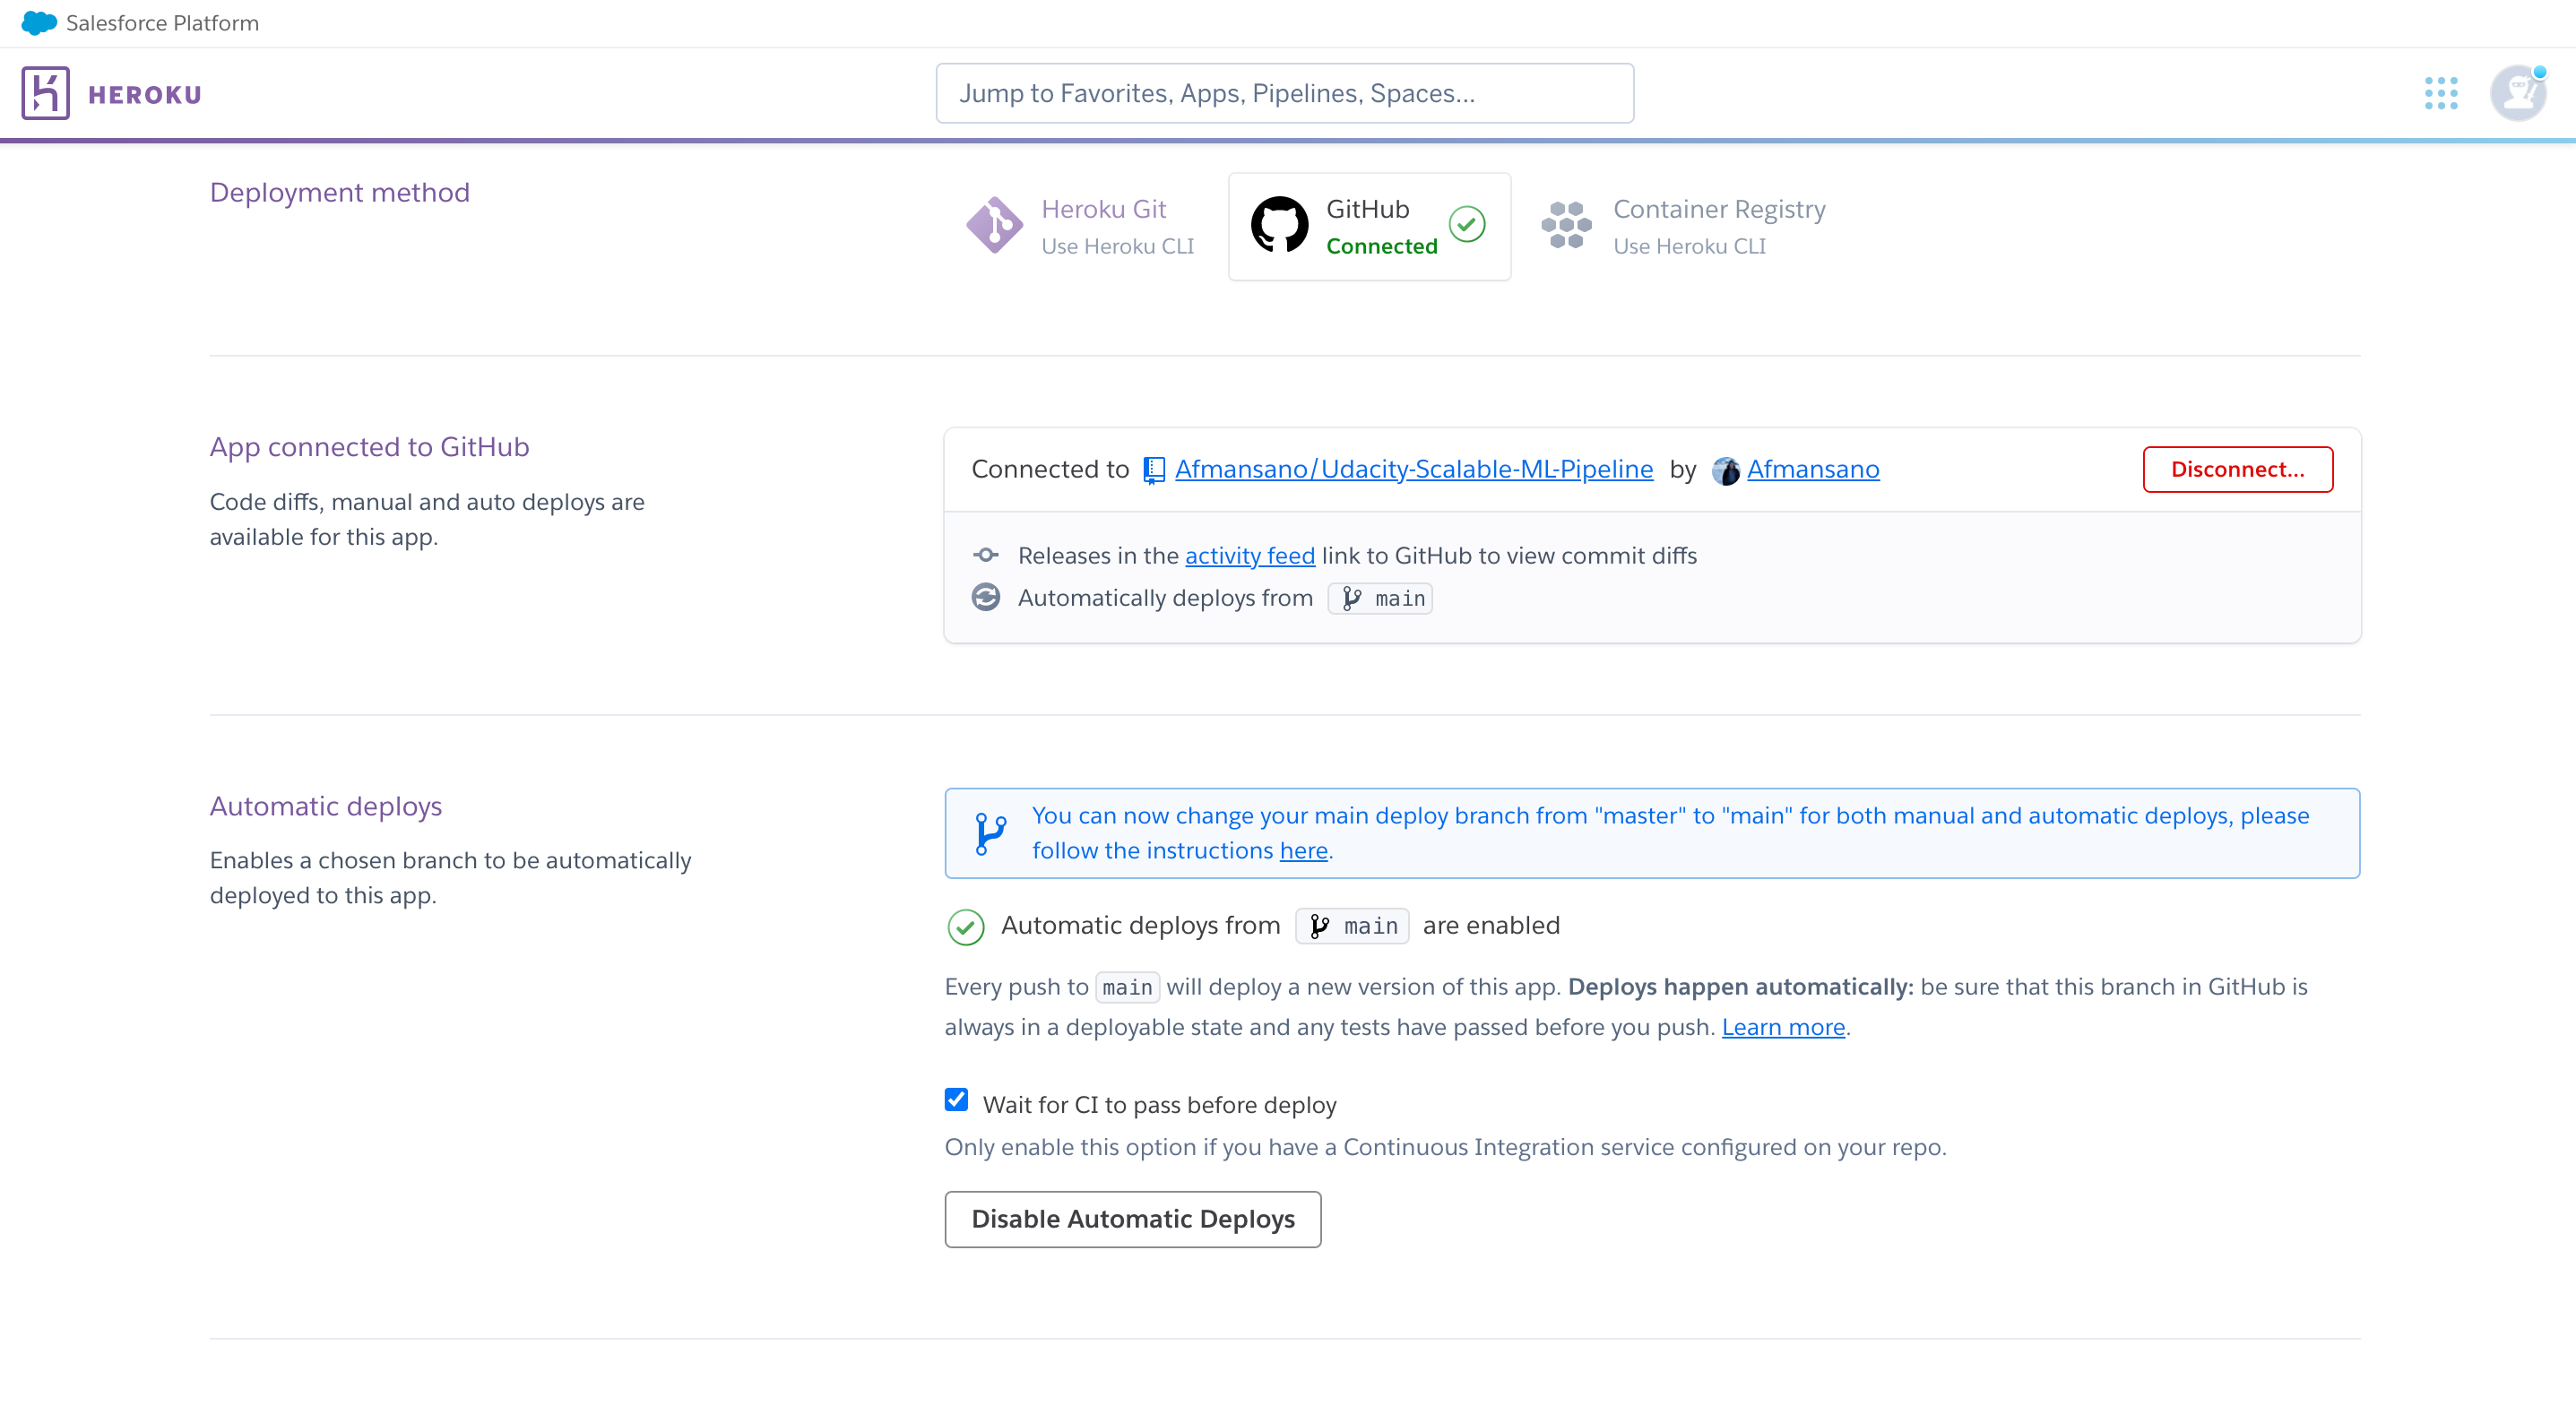 Salesforce Platform
HEROKU
Jump to Favorites, Apps, Pipelines, Spaces...
Deployment method
Heroku Git
Use Heroku CLI
GitHub
Connected
Container Registry
Use Heroku CLI
App connected to GitHub
Code diffs, manual and auto deploys are
available for this app.
Connected to Afmansano/Udacity-Scalable-ML-Pipeline by Afmansano
Disconnect...
Releases in the activity feed link to GitHub to view commit diffs
Automatically deploys from main
Automatic deploys
Enables a chosen branch to be automatically
deployed to this app.
You can now change your main deploy branch from "master" to "main" for both manual and automatic deploys, please
follow the instructions here.
Automatic deploys from main are enabled
Every push to main will deploy a new version of this app. Deploys happen automatically: be sure that this branch in GitHub is
always in a deployable state and any tests have passed before you push. Learn more.
Wait for CI to pass before deploy
Only enable this option if you have a Continuous Integration service configured on your repo.
Disable Automatic Deploys